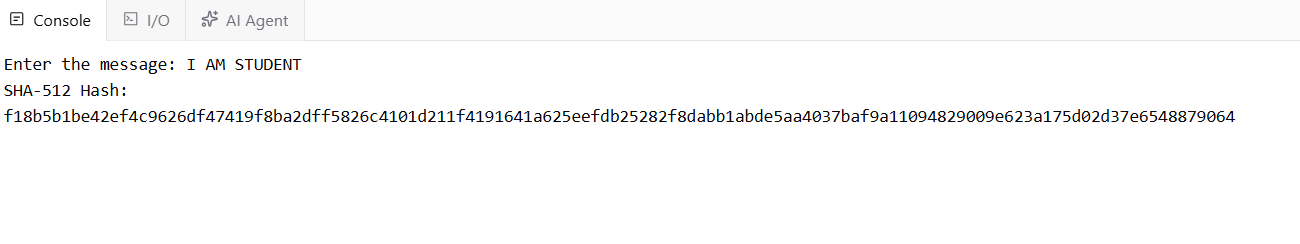 Console
I/O
AI Agent
Enter the message: I AM STUDENT
SHA-512 Hash:
f18b5b1be42ef4c9626df47419f8ba2dff5826c4101d211f4191641a625eefdb25282f8dabb1abde5aa4037baf9a11094829009e623a175d02d37e6548879064